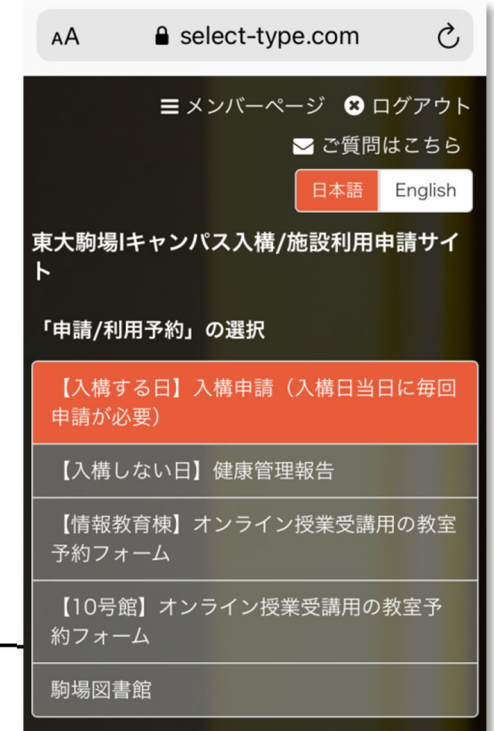 AA select-type.com
メンバーページ ログアウト
ご質問はこちら
日本語 English
東大駒場Iキャンパス入構/施設利用申請サイ
ト
「申請/利用予約」の選択
【入構する日】入構申請（入構日当日に毎回
申請が必要）
【入構しない日】健康管理報告
【情報教育棟】オンライン授業受講用の教室
予約フォーム
【10号館】オンライン授業受講用の教室予
約フォーム
駒場図書館